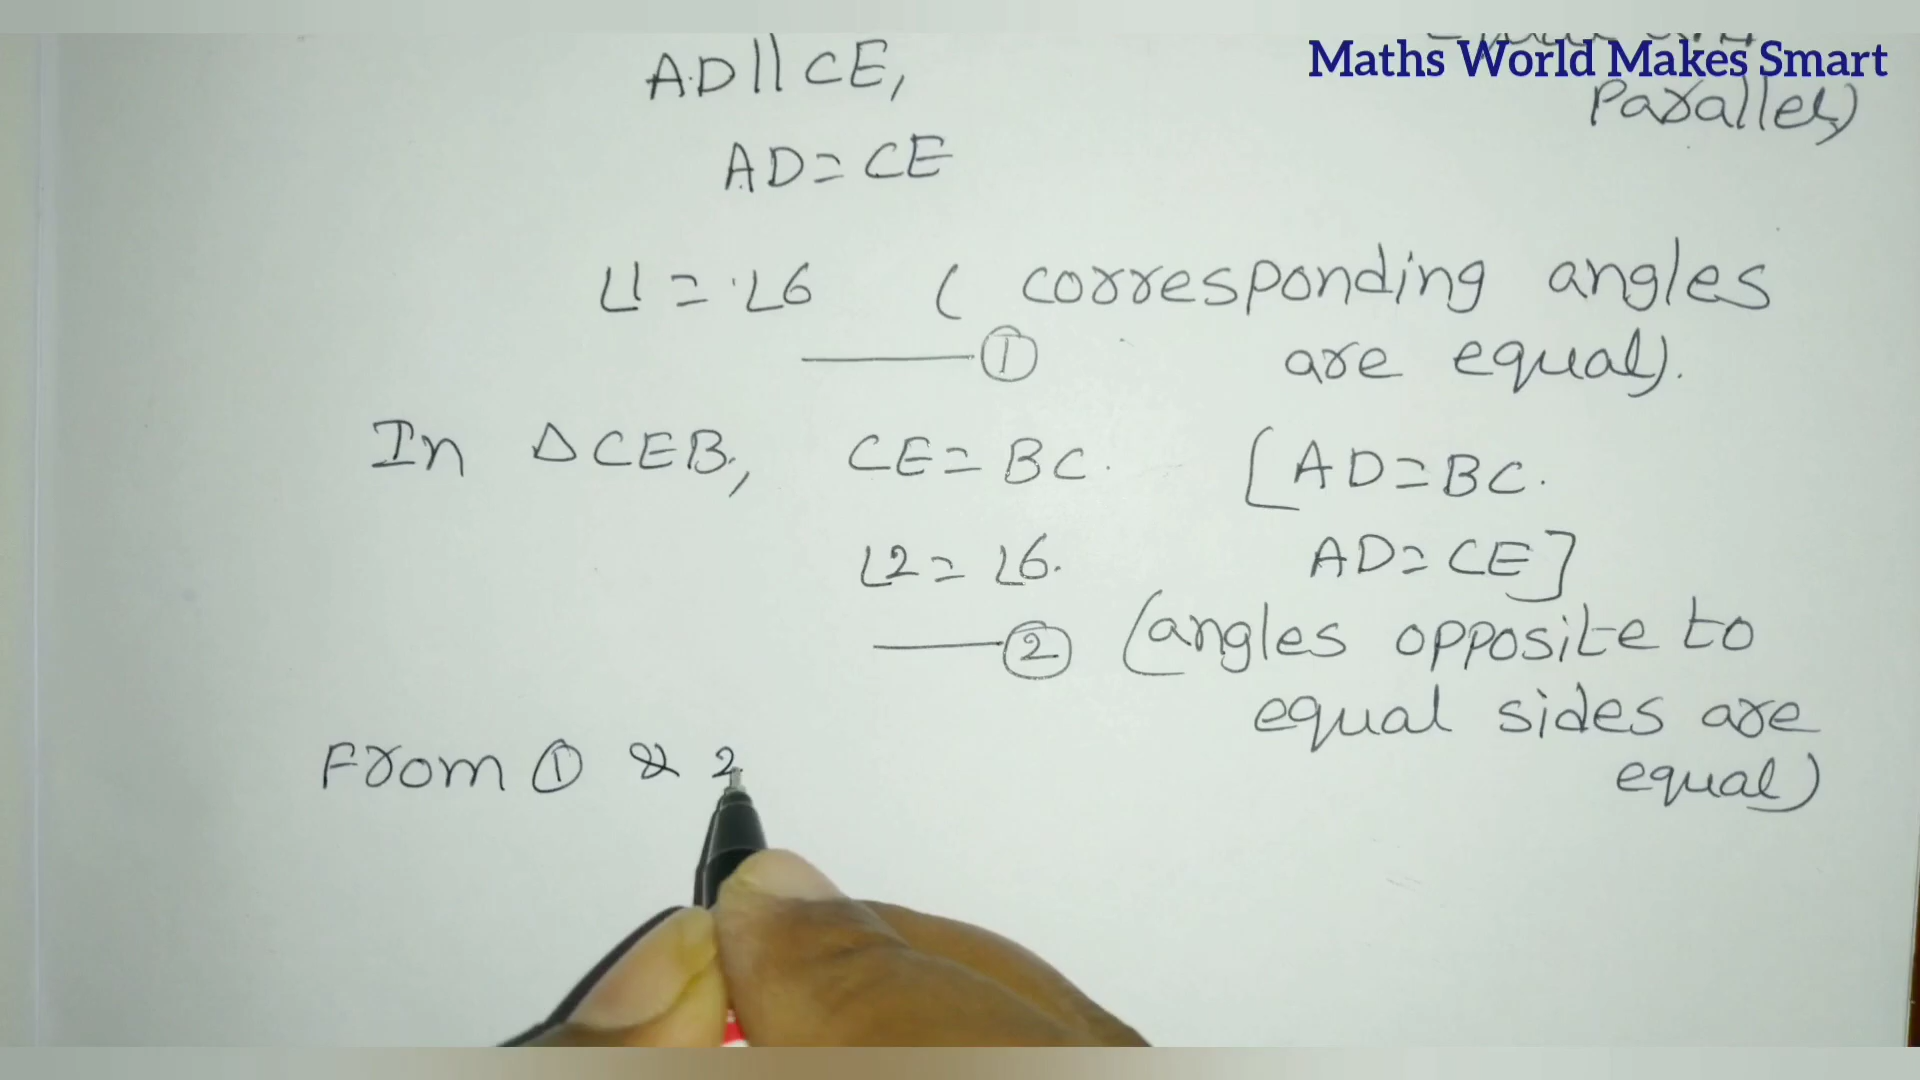 Maths World Makes Smart
AD || CE,
Parallel)
AD = CE
∠1 = ∠6 ( corresponding angles
——— ① are equal).
In △CEB, CE = BC. [AD = BC.
∠2 = ∠6. AD = CE]
——— ② (angles opposite to
equal sides are
From ① & 2 equal)